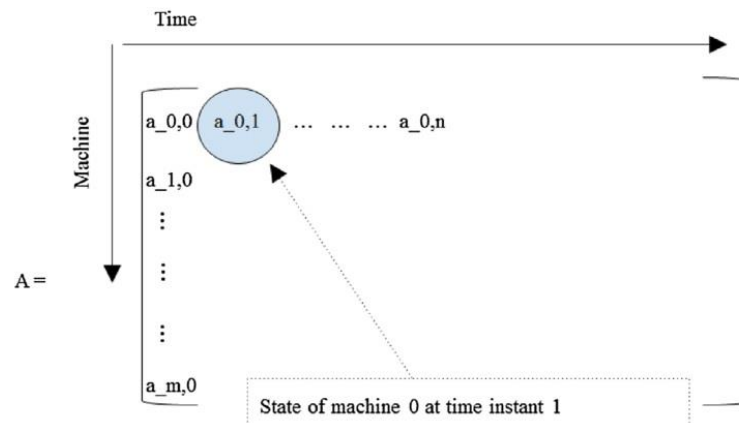 Time
Machine
a_0,0 a_0,1 ... ... ... a_0,n
a_1,0
...
A = ...
...
a_m,0
State of machine 0 at time instant 1